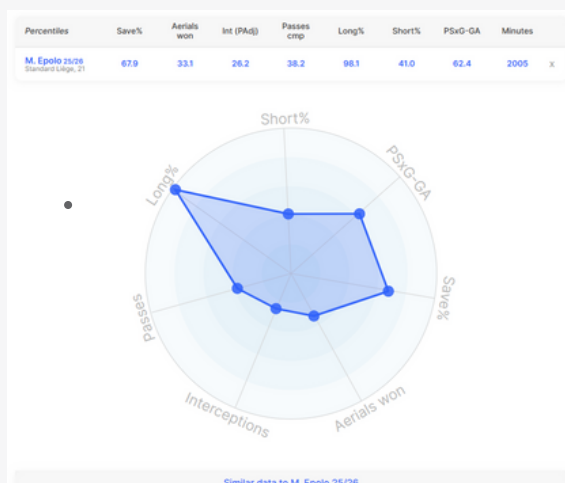 Percentiles Save% Aerials won Int (PAdj) Passes cmp Long% Short% PSxG-GA Minutes
M. Epolo 25/26 67.9 33.1 26.2 38.2 98.1 41.0 62.4 2005 x
Standard Liège, 21
Short%
Long%
PSxG-GA
Save%
Passes
Interceptions
Aerials won
Similar data to M. Epolo 25/26